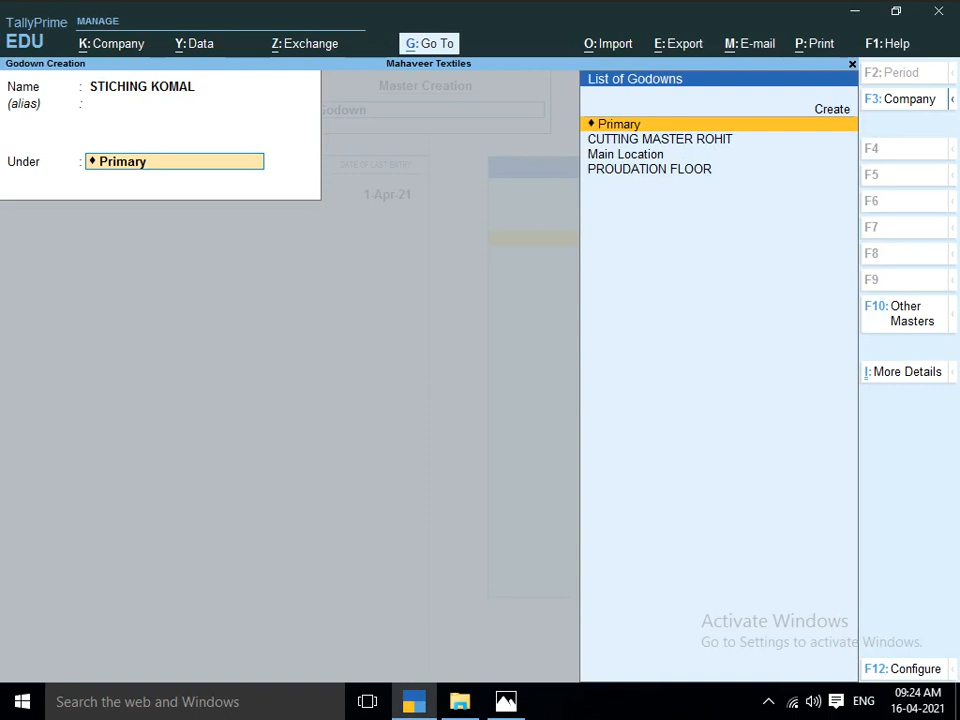 TallyPrime MANAGE
EDU
K: Company Y: Data Z: Exchange G: Go To O: Import E: Export M: E-mail P: Print F1: Help
Godown Creation Mahaveer Textiles
Name : STICHING KOMAL
(alias) :
Under : ♦ Primary
Master Creation
Godown
DATE OF LAST ENTRY
1-Apr-21
List of Godowns
Create
♦ Primary
CUTTING MASTER ROHIT
Main Location
PROUDATION FLOOR
F2: Period
F3: Company
F4
F5
F6
F7
F8
F9
F10: Other
Masters
I: More Details
F12: Configure
Activate Windows
Go to Settings to activate Windows.
Search the web and Windows
ENG
09:24 AM
16-04-2021